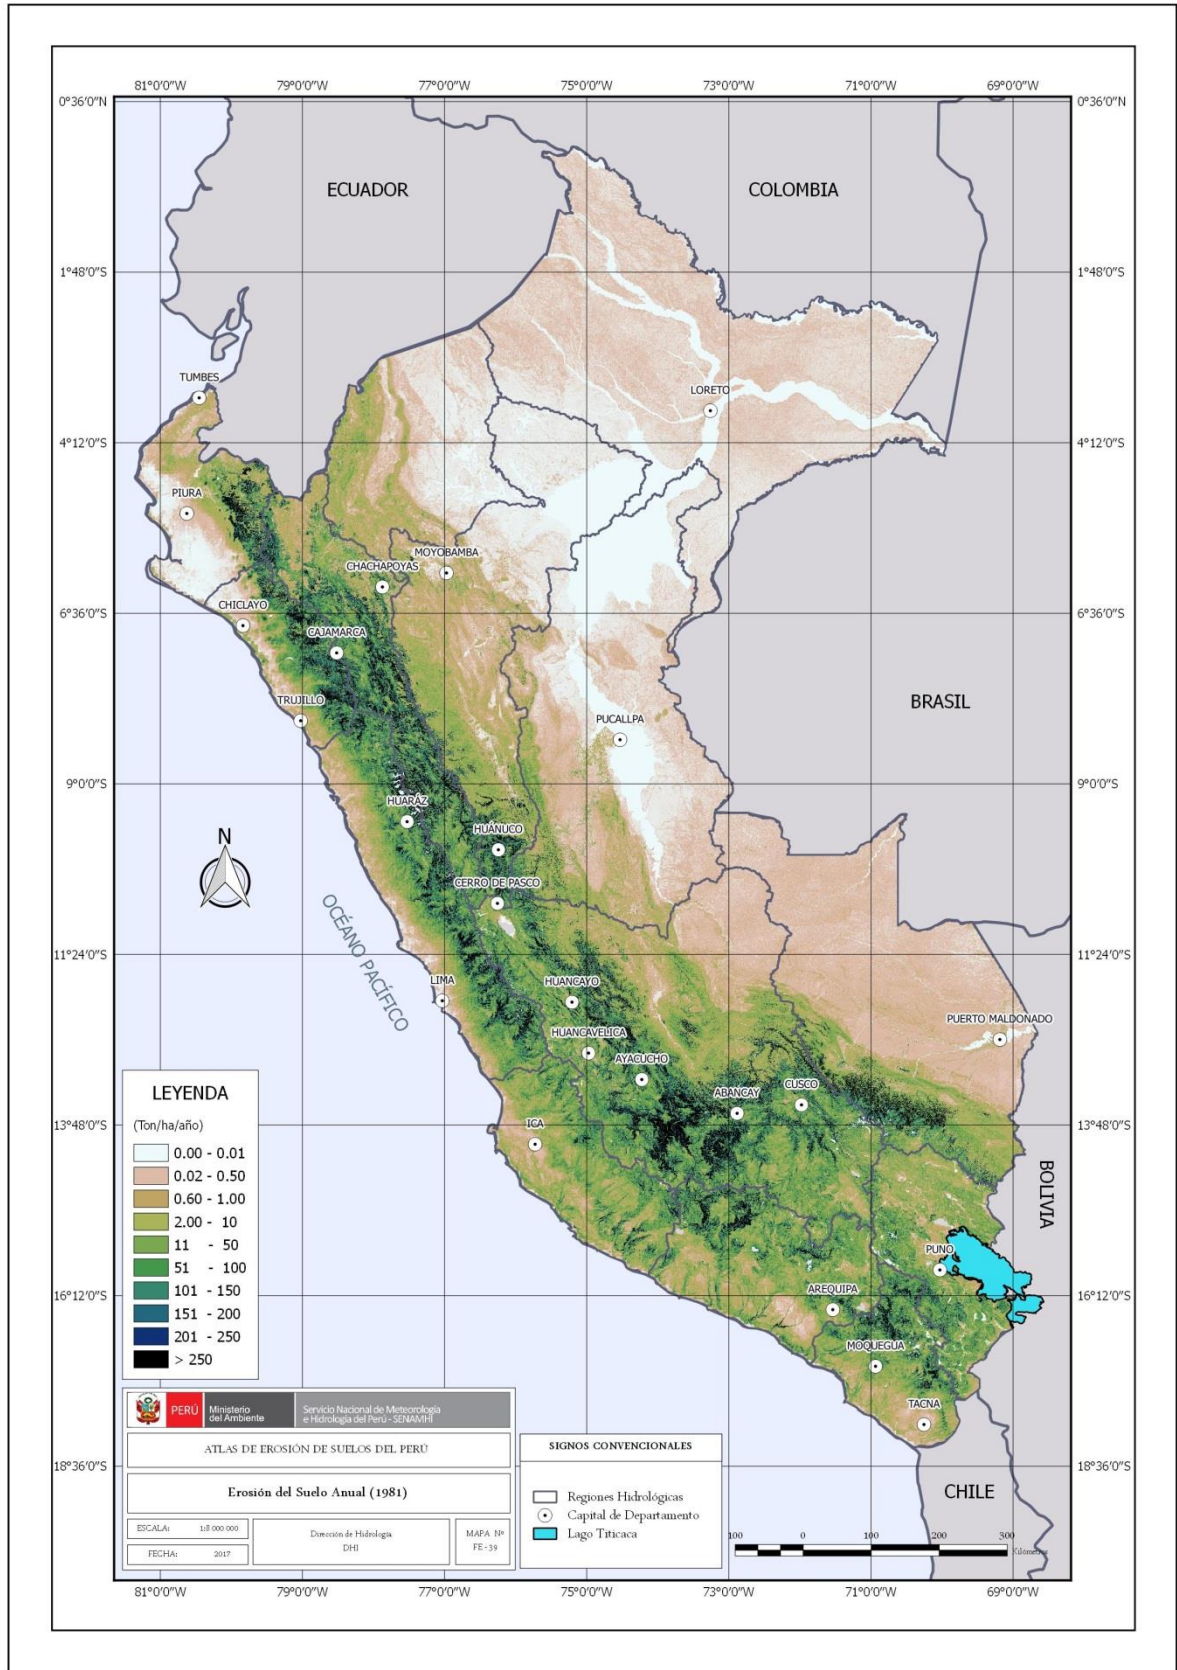 81°0'0"W 79°0'0"W 77°0'0"W 75°0'0"W 73°0'0"W 71°0'0"W 69°0'0"W
0°36'0"N 0°36'0"N
ECUADOR COLOMBIA
1°48'0"S 1°48'0"S
TUMBES
LORETO
4°12'0"S 4°12'0"S
PIURA
MOYOBAMBA
CHACHAPOYAS
CHICLAYO
6°36'0"S 6°36'0"S
CAJAMARCA
TRUJILLO
BRASIL
PUCALLPA
9°0'0"S 9°0'0"S
HUARÁZ
N
HUÁNUCO
CERRO DE PASCO
OCÉANO PACÍFICO
11°24'0"S 11°24'0"S
LIMA
HUANCAYO
PUERTO MALDONADO
HUANCAVELICA
AYACUCHO
ABANCAY
CUSCO
ICA
13°48'0"S 13°48'0"S
BOLIVIA
PUNO
AREQUIPA
16°12'0"S 16°12'0"S
MOQUEGUA
TACNA
18°36'0"S 18°36'0"S
CHILE
LEYENDA
(Ton/ha/año)
0.00 - 0.01
0.02 - 0.50
0.60 - 1.00
2.00 - 10
11 - 50
51 - 100
101 - 150
151 - 200
201 - 250
> 250
PERÚ
Ministerio
del Ambiente
Servicio Nacional de Meteorología
e Hidrología del Perú - SENAMHI
ATLAS DE EROSIÓN DE SUELOS DEL PERÚ
Erosión del Suelo Anual (1981)
ESCALA: 1:8 000 000
FECHA: 2017
Dirección de Hidrología
DHI
MAPA Nº
FE - 39
SIGNOS CONVENCIONALES
Regiones Hidrológicas
Capital de Departamento
Lago Titicaca
100 0 100 200 300
Kilómetros
81°0'0"W 79°0'0"W 77°0'0"W 75°0'0"W 73°0'0"W 71°0'0"W 69°0'0"W